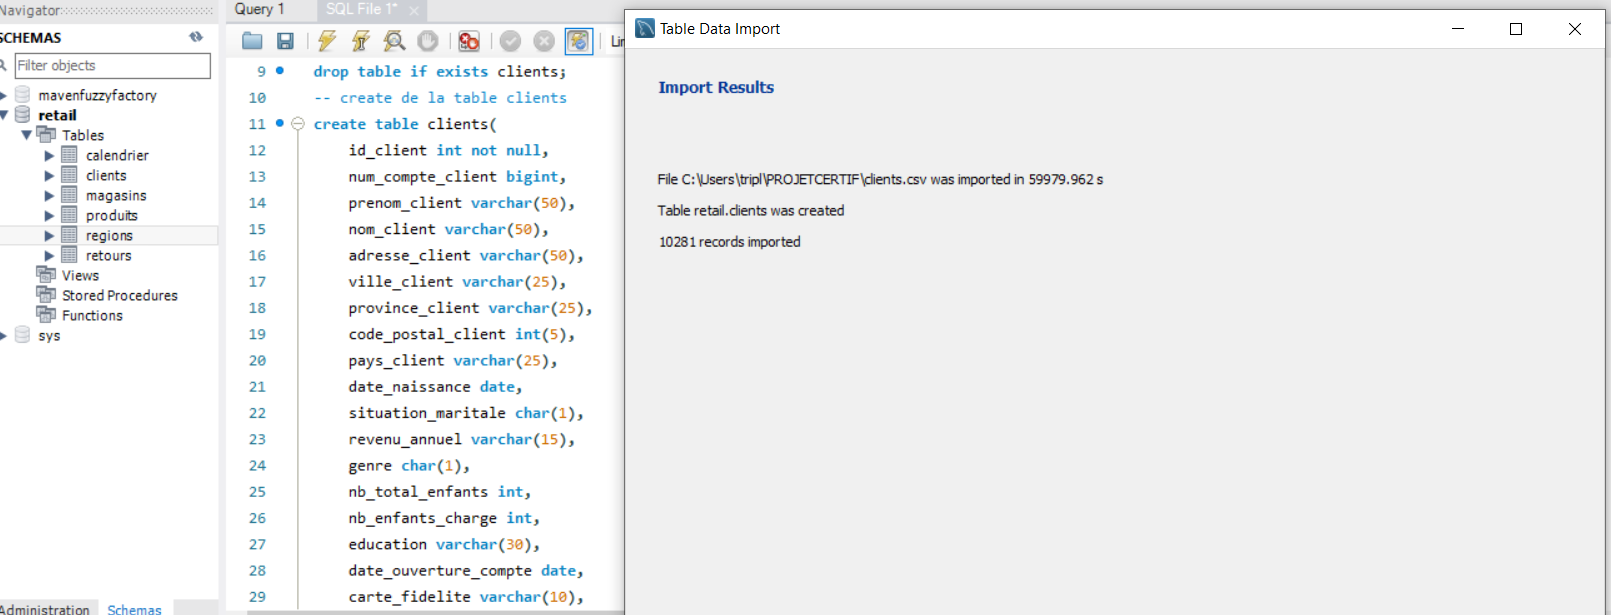 Navigator
SCHEMAS
Filter objects
mavenfuzzyfactory
retail
Tables
calendrier
clients
magasins
produits
regions
retours
Views
Stored Procedures
Functions
sys
Administration Schemas
Query 1 SQL File 1*
9 drop table if exists clients;
10 -- create de la table clients
11 create table clients(
12 id_client int not null,
13 num_compte_client bigint,
14 prenom_client varchar(50),
15 nom_client varchar(50),
16 adresse_client varchar(50),
17 ville_client varchar(25),
18 province_client varchar(25),
19 code_postal_client int(5),
20 pays_client varchar(25),
21 date_naissance date,
22 situation_maritale char(1),
23 revenu_annuel varchar(15),
24 genre char(1),
25 nb_total_enfants int,
26 nb_enfants_charge int,
27 education varchar(30),
28 date_ouverture_compte date,
29 carte_fidelite varchar(10),
Table Data Import
Import Results
File C:\Users\tripl\PROJETCERTIF\clients.csv was imported in 59979.962 s
Table retail.clients was created
10281 records imported